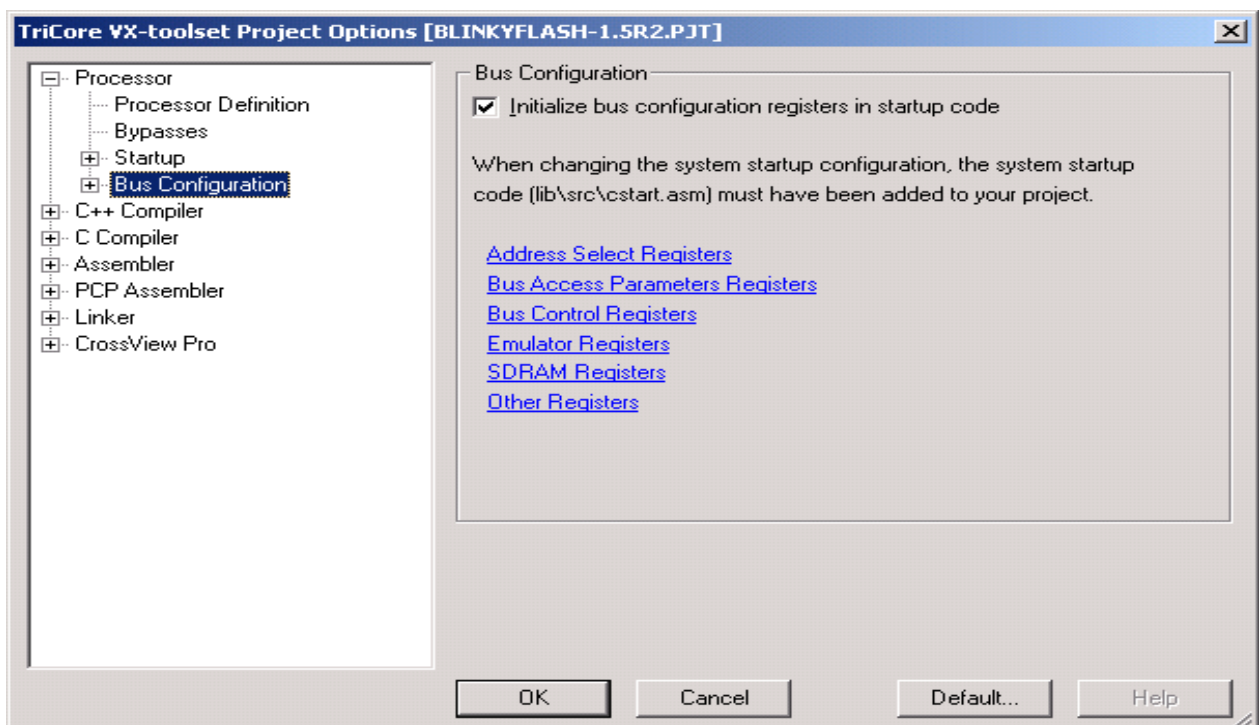 TriCore VX-toolset Project Options [BLINKYFLASH-1.5R2.PJT]
Processor
Processor Definition
Bypasses
Startup
Bus Configuration
C++ Compiler
C Compiler
Assembler
PCP Assembler
Linker
CrossView Pro
Bus Configuration
Initialize bus configuration registers in startup code
When changing the system startup configuration, the system startup
code (lib\src\cstart.asm) must have been added to your project.
Address Select Registers
Bus Access Parameters Registers
Bus Control Registers
Emulator Registers
SDRAM Registers
Other Registers
OK
Cancel
Default...
Help